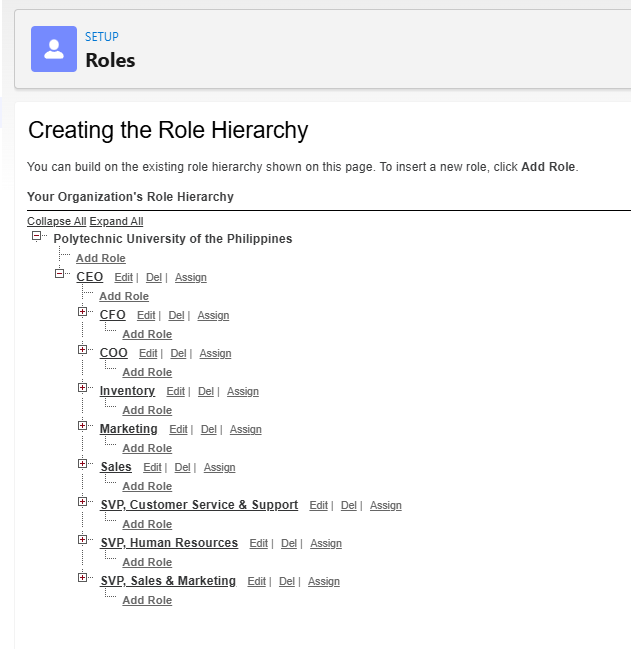 SETUP
Roles
Creating the Role Hierarchy
You can build on the existing role hierarchy shown on this page. To insert a new role, click Add Role.
Your Organization's Role Hierarchy
Collapse All Expand All
Polytechnic University of the Philippines
Add Role
CEO Edit | Del | Assign
Add Role
CFO Edit | Del | Assign
Add Role
COO Edit | Del | Assign
Add Role
Inventory Edit | Del | Assign
Add Role
Marketing Edit | Del | Assign
Add Role
Sales Edit | Del | Assign
Add Role
SVP, Customer Service & Support Edit | Del | Assign
Add Role
SVP, Human Resources Edit | Del | Assign
Add Role
SVP, Sales & Marketing Edit | Del | Assign
Add Role